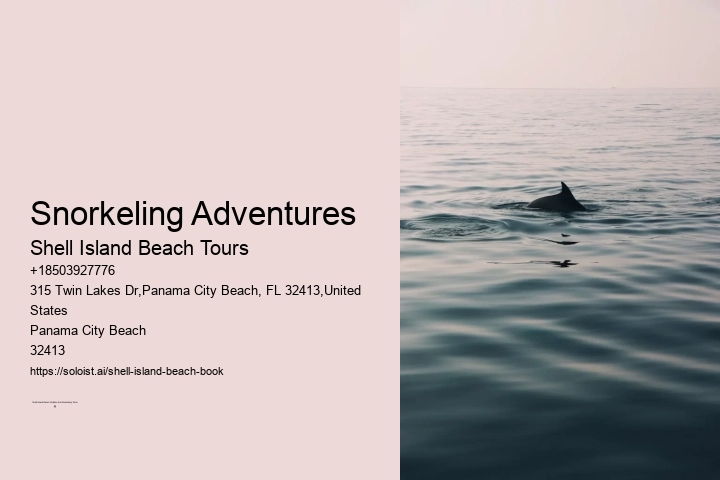 Snorkeling Adventures
Shell Island Beach Tours
+18503927776
315 Twin Lakes Dr,Panama City Beach, FL 32413,United
States
Panama City Beach
32413
https://soloist.ai/shell-island-beach-book